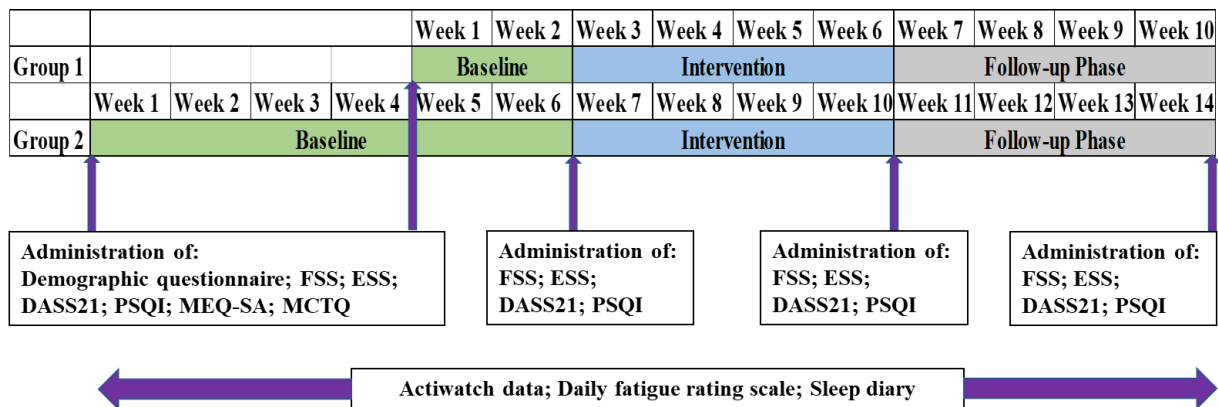 Week 1 Week 2 Week 3 Week 4 Week 5 Week 6 Week 7 Week 8 Week 9 Week 10
Group 1 Baseline Intervention Follow-up Phase
Week 1 Week 2 Week 3 Week 4 Week 5 Week 6 Week 7 Week 8 Week 9 Week 10 Week 11 Week 12 Week 13 Week 14
Group 2 Baseline Intervention Follow-up Phase
Administration of:
Demographic questionnaire; FSS; ESS;
DASS21; PSQI; MEQ-SA; MCTQ
Administration of:
FSS; ESS;
DASS21; PSQI
Administration of:
FSS; ESS;
DASS21; PSQI
Administration of:
FSS; ESS;
DASS21; PSQI
Actiwatch data; Daily fatigue rating scale; Sleep diary